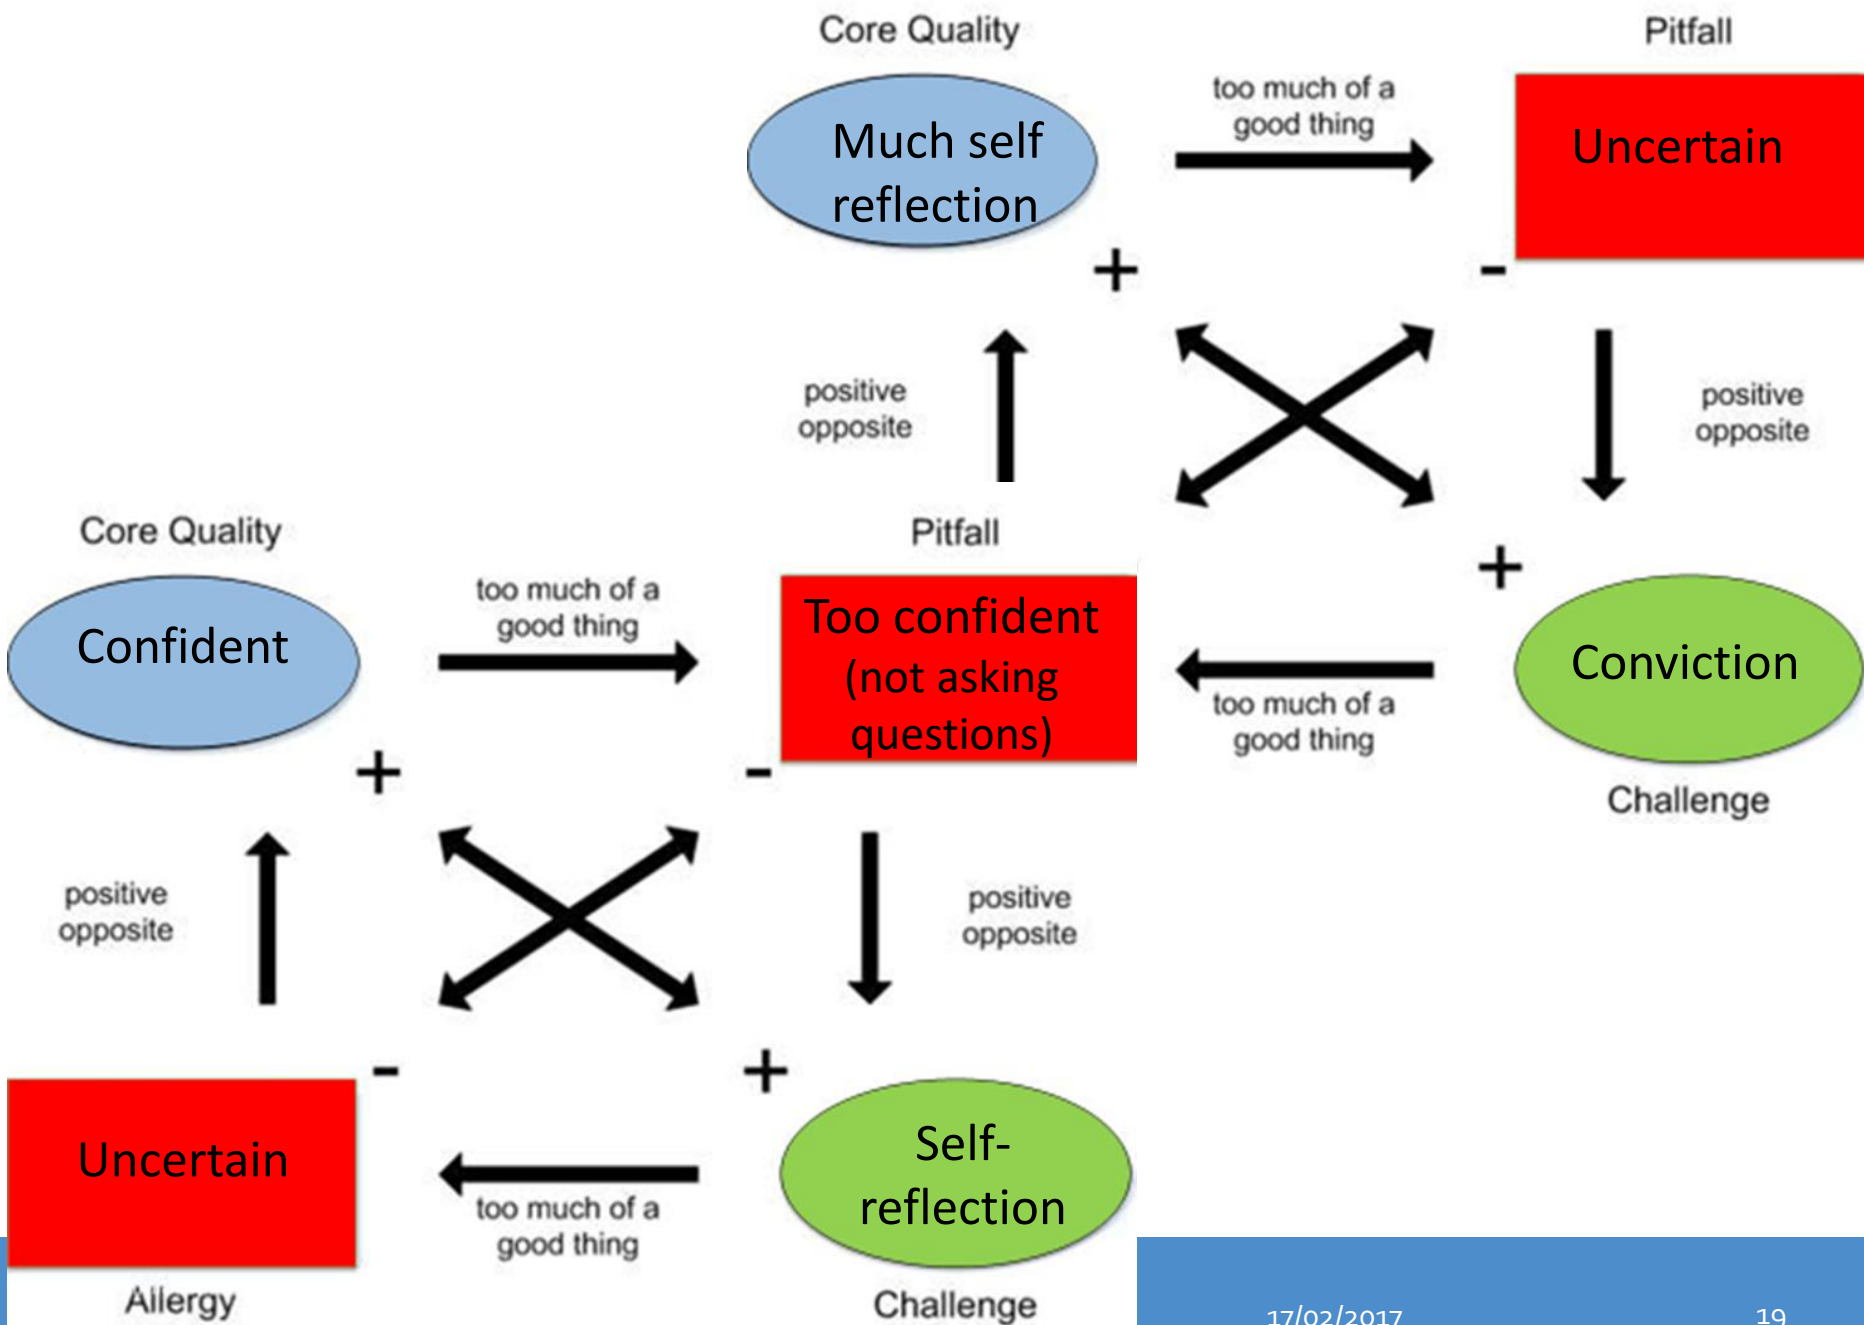 Core Quality
Pitfall
too much of a
good thing
Much self
reflection
Uncertain
+
-
positive
opposite
positive
opposite
Core Quality
Pitfall
too much of a
good thing
Confident
Too confident
(not asking
questions)
+
Conviction
too much of a
good thing
Challenge
+
-
positive
opposite
positive
opposite
-
+
Uncertain
Self-
reflection
too much of a
good thing
Allergy
Challenge
17/02/2017
19